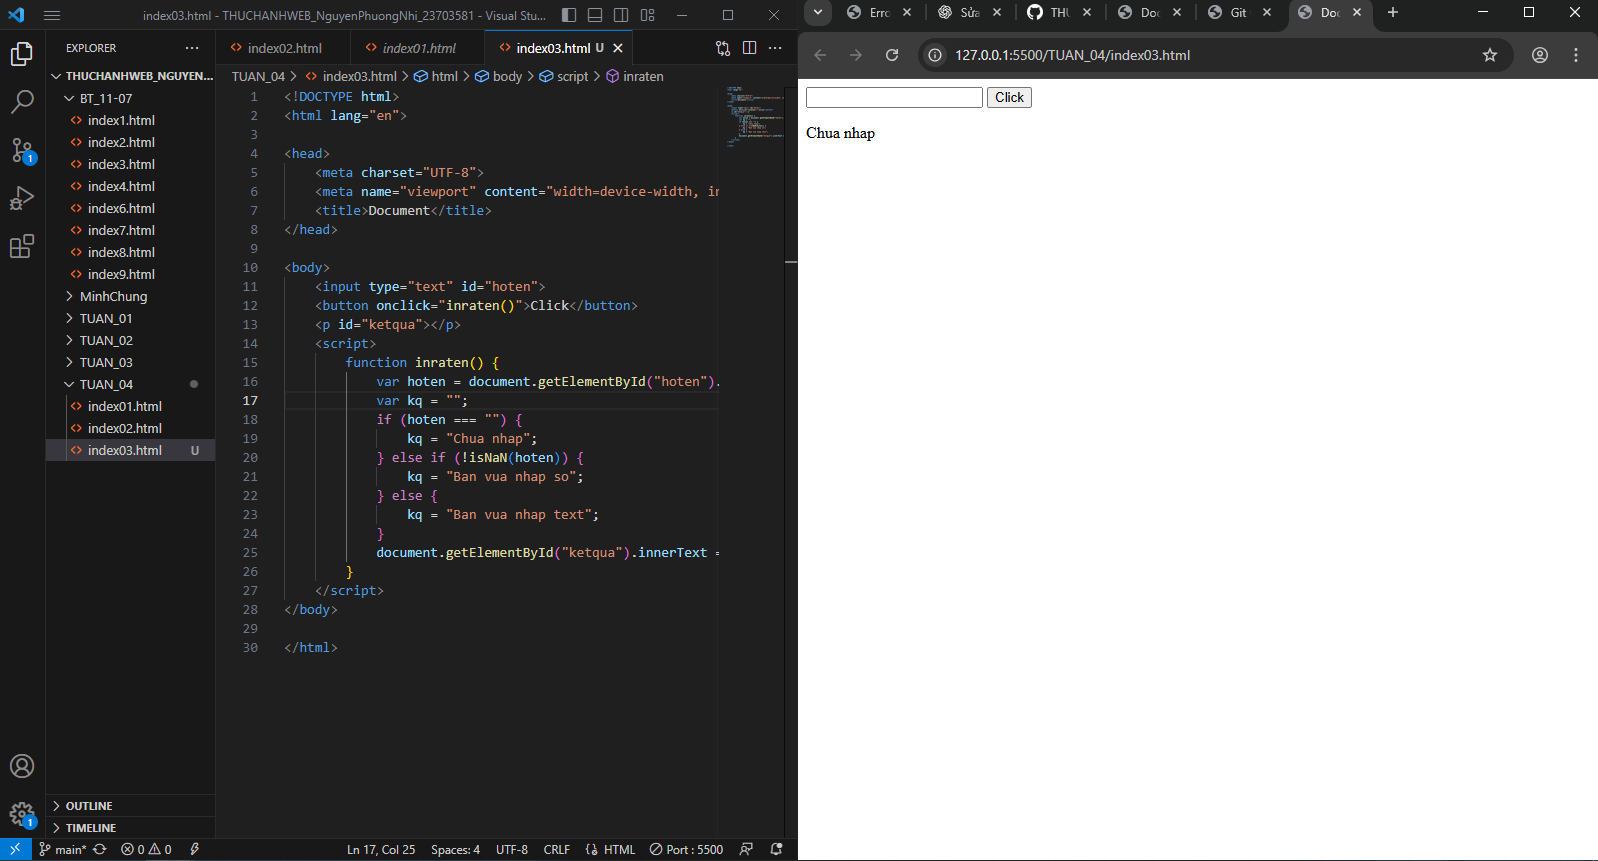 index03.html - THUCHANHWEB_NguyenPhuongNhi_23703581 - Visual Stu...
EXPLORER
THUCHANHWEB_NGUYEN...
BT_11-07
index1.html
index2.html
index3.html
index4.html
index6.html
index7.html
index8.html
index9.html
MinhChung
TUAN_01
TUAN_02
TUAN_03
TUAN_04
index01.html
index02.html
index03.html U
OUTLINE
TIMELINE
1
1
index02.html
index01.html
index03.html U
TUAN_04 > index03.html > html > body > script > inraten
1 <!DOCTYPE html>
2 <html lang="en">
3
4 <head>
5 <meta charset="UTF-8">
6 <meta name="viewport" content="width=device-width, in
7 <title>Document</title>
8 </head>
9
10 <body>
11 <input type="text" id="hoten">
12 <button onclick="inraten()">Click</button>
13 <p id="ketqua"></p>
14 <script>
15 function inraten() {
16 var hoten = document.getElementById("hoten").
17 var kq = "";
18 if (hoten === "") {
19 kq = "Chua nhap";
20 } else if (!isNaN(hoten)) {
21 kq = "Ban vua nhap so";
22 } else {
23 kq = "Ban vua nhap text";
24 }
25 document.getElementById("ketqua").innerText =
26 }
27 </script>
28 </body>
29
30 </html>
main* 0 0 Ln 17, Col 25 Spaces: 4 UTF-8 CRLF HTML Port : 5500
Erro
Sửa
THU
Doc
Git
Doc
127.0.0.1:5500/TUAN_04/index03.html
Click
Chua nhap